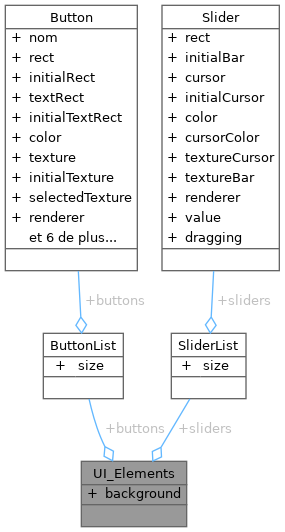 Button
+ nom
+ rect
+ initialRect
+ textRect
+ initialTextRect
+ color
+ texture
+ initialTexture
+ selectedTexture
+ renderer
et 6 de plus...
Slider
+ rect
+ initialBar
+ cursor
+ initialCursor
+ color
+ cursorColor
+ textureCursor
+ textureBar
+ renderer
+ value
+ dragging
+buttons
+sliders
ButtonList
+ size
SliderList
+ size
+buttons
+sliders
UI_Elements
+ background